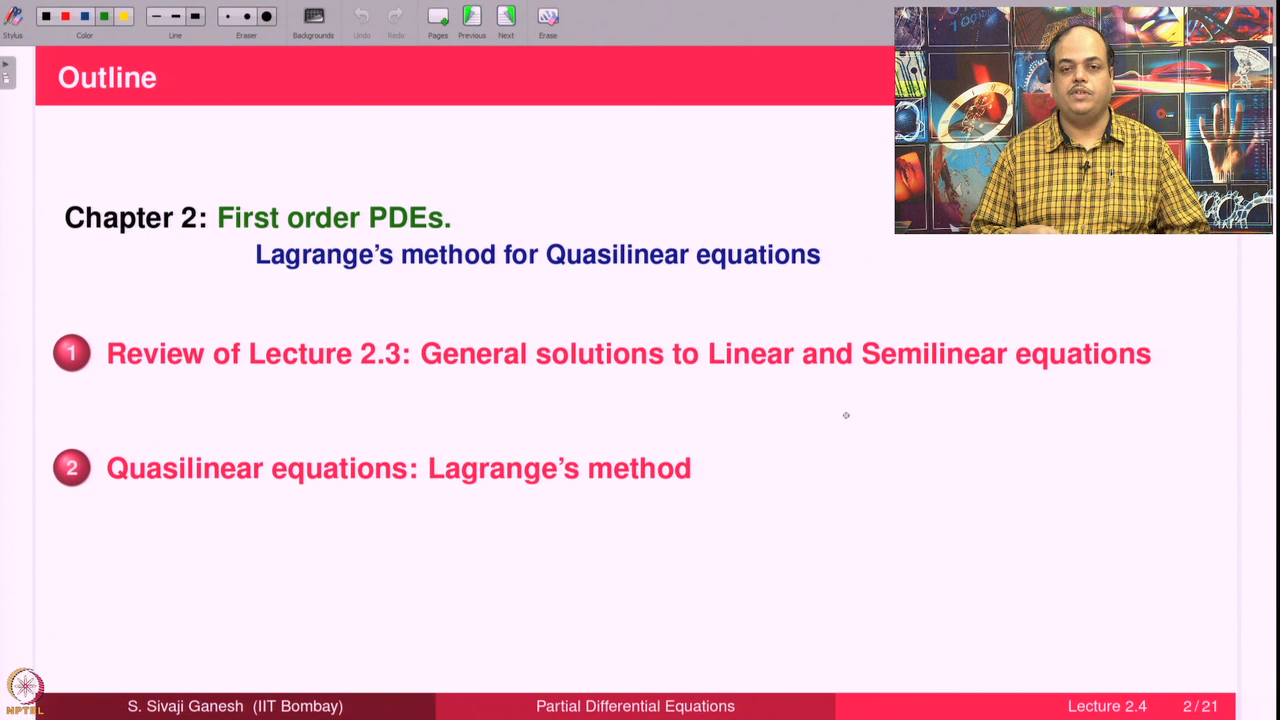 Stylus Color Line Eraser Backgrounds Undo Redo Pages Previous Next Erase
Outline
Chapter 2: First order PDEs.
Lagrange's method for Quasilinear equations
1 Review of Lecture 2.3: General solutions to Linear and Semilinear equations
2 Quasilinear equations: Lagrange's method
NPTEL
S. Sivaji Ganesh (IIT Bombay) Partial Differential Equations Lecture 2.4 2/21